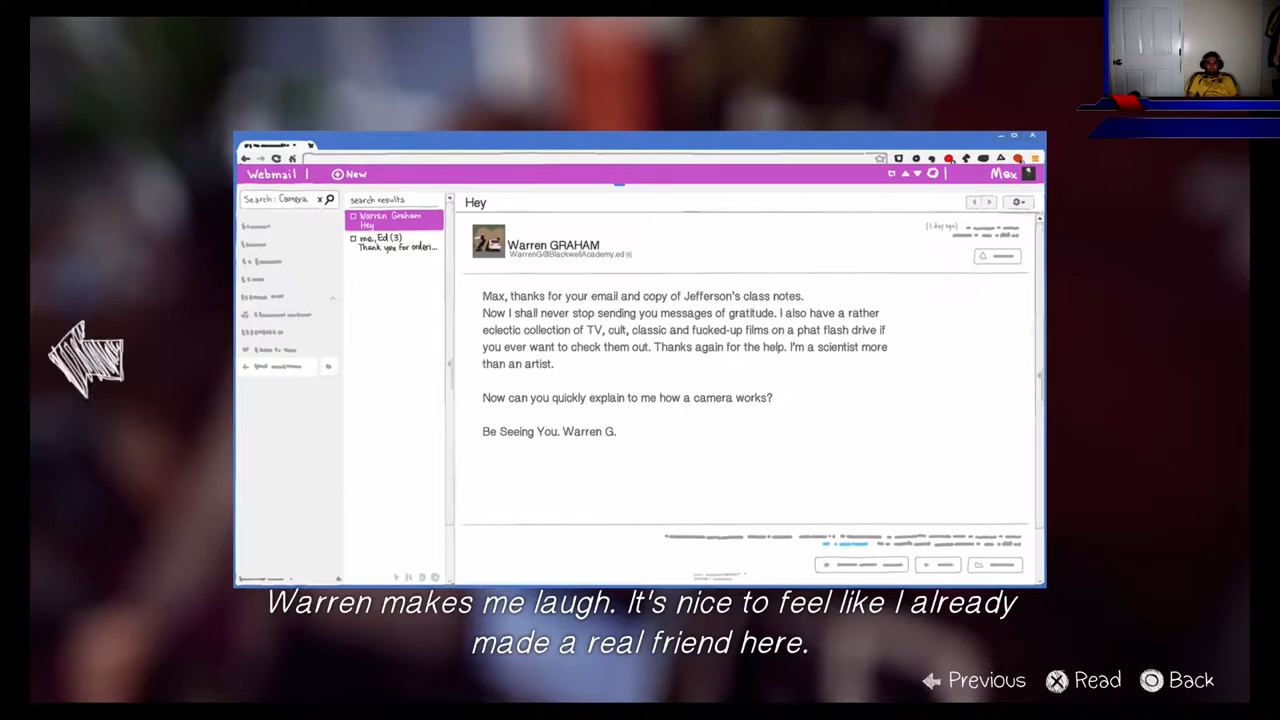 Webmail |
New
Max
Search: Camera x
search results
Warren Graham
Hey
me, Ed (3)
Thank you for orderi...
Hey
(1 day ago)
Warren GRAHAM
WarrenG@BlackwellAcademy.ed
Max, thanks for your email and copy of Jefferson's class notes.
Now I shall never stop sending you messages of gratitude. I also have a rather
eclectic collection of TV, cult, classic and fucked-up films on a phat flash drive if
you ever want to check them out. Thanks again for the help. I'm a scientist more
than an artist.
Now can you quickly explain to me how a camera works?
Be Seeing You. Warren G.
Warren makes me laugh. It's nice to feel like I already
made a real friend here.
Previous
Read
Back